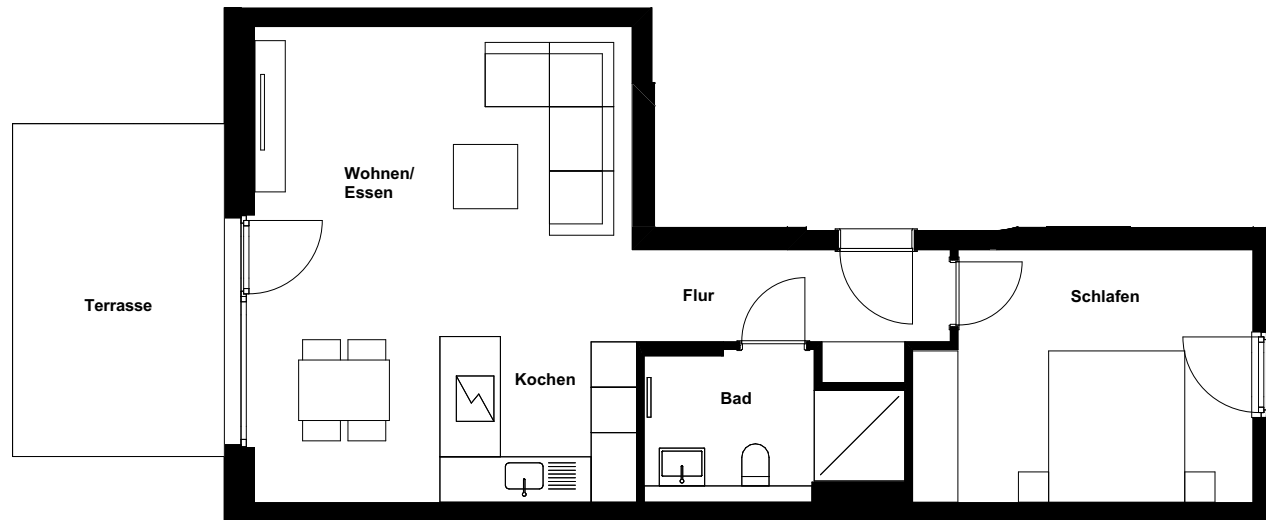 Wohnen/
Essen
Terrasse
Flur
Schlafen
Kochen
Bad